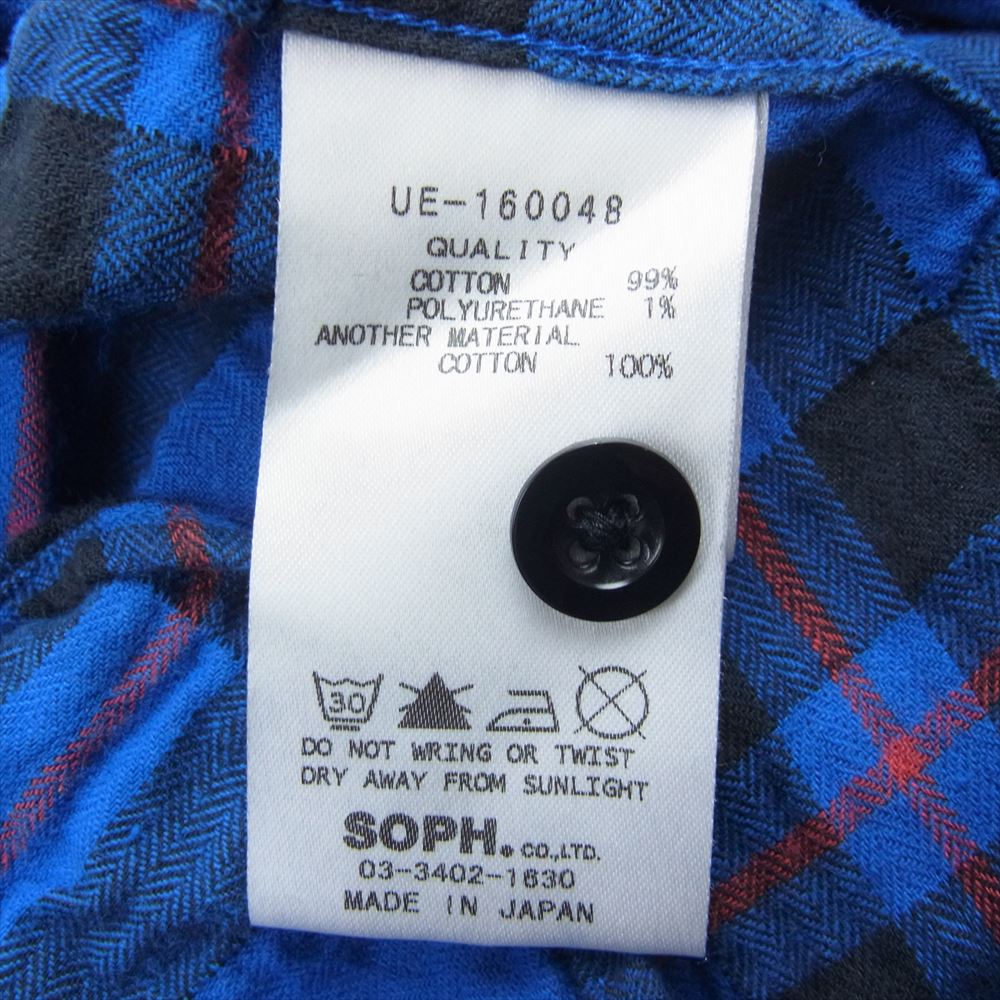 UE-160048
QUALITY
COTTON 99%
POLYURETHANE 1%
ANOTHER MATERIAL
COTTON 100%
30
DO NOT WRING OR TWIST
DRY AWAY FROM SUNLIGHT
SOPH. CO.,LTD.
03-3402-1630
MADE IN JAPAN